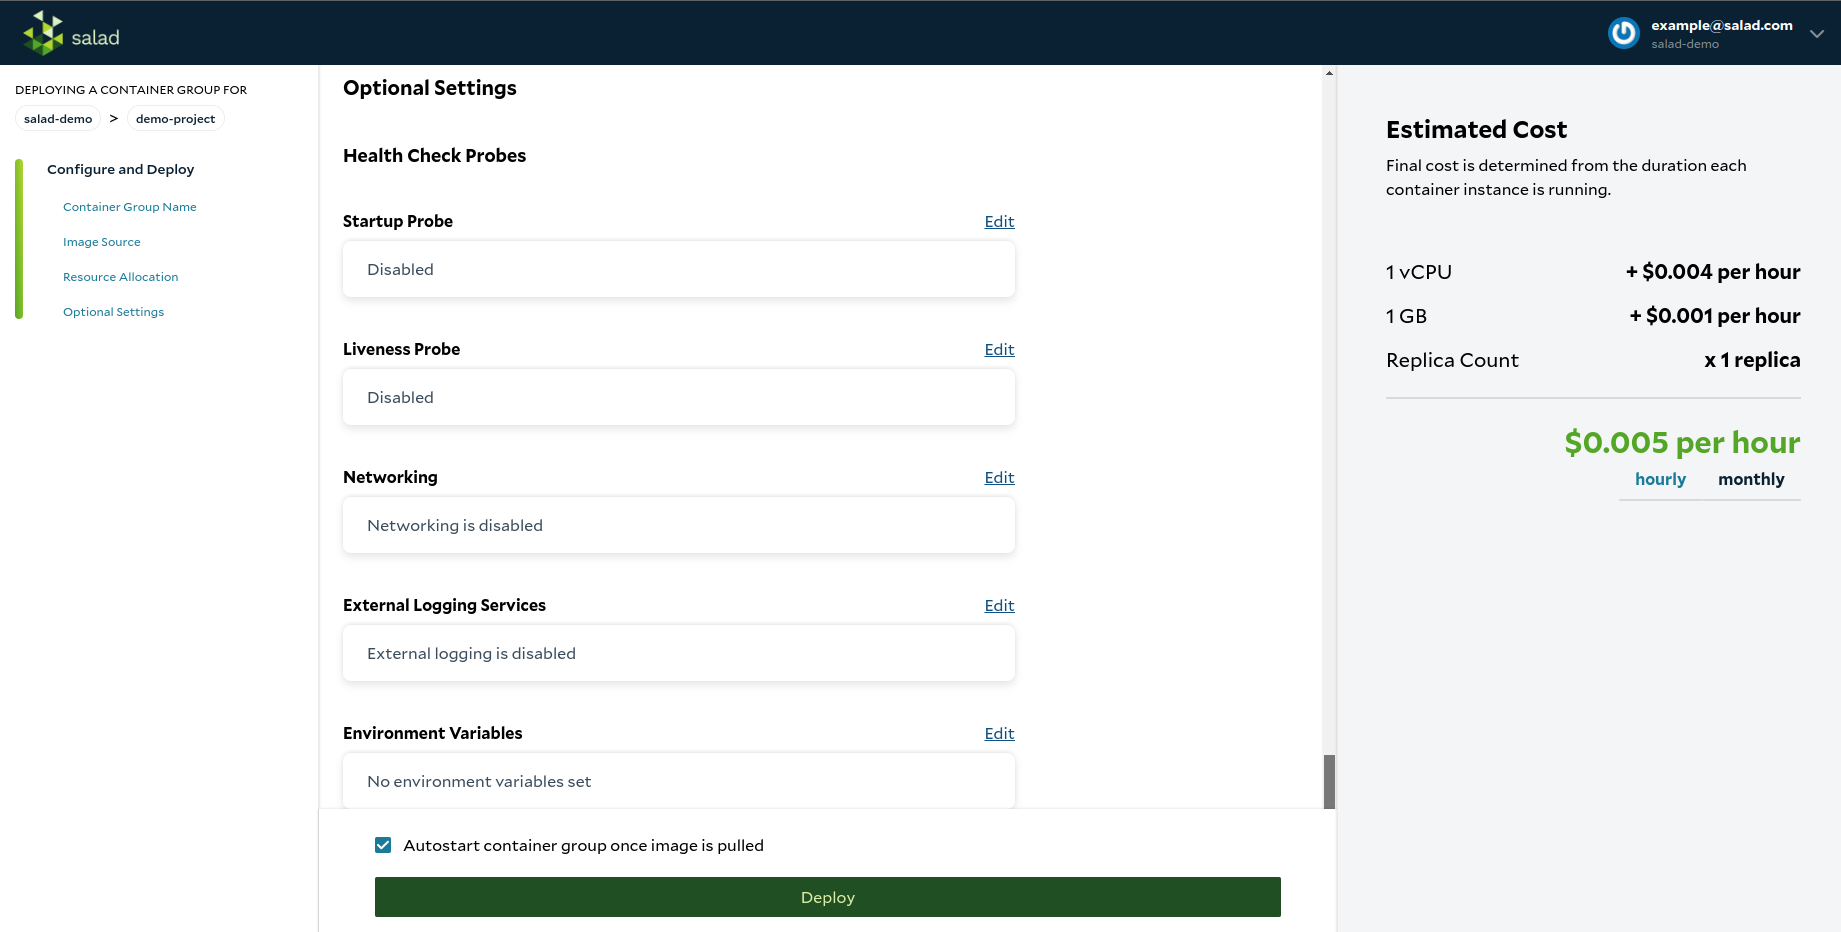 salad
example@salad.com
salad-demo
DEPLOYING A CONTAINER GROUP FOR
salad-demo > demo-project
Configure and Deploy
Container Group Name
Image Source
Resource Allocation
Optional Settings
Optional Settings
Health Check Probes
Startup Probe Edit
Disabled
Liveness Probe Edit
Disabled
Networking Edit
Networking is disabled
External Logging Services Edit
External logging is disabled
Environment Variables Edit
No environment variables set
Autostart container group once image is pulled
Deploy
Estimated Cost
Final cost is determined from the duration each
container instance is running.
1 vCPU + $0.004 per hour
1 GB + $0.001 per hour
Replica Count x 1 replica
$0.005 per hour
hourly monthly